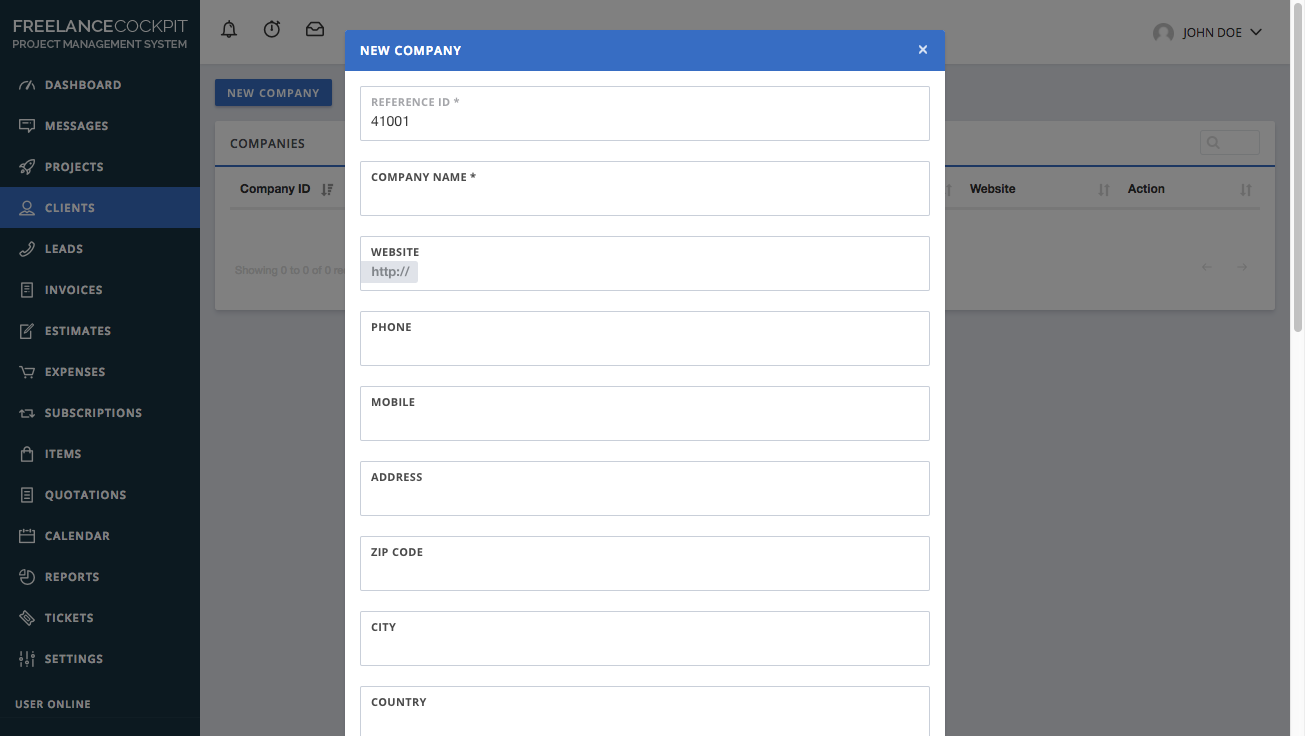 FREELANCECOCKPIT
PROJECT MANAGEMENT SYSTEM
DASHBOARD
MESSAGES
PROJECTS
CLIENTS
LEADS
INVOICES
ESTIMATES
EXPENSES
SUBSCRIPTIONS
ITEMS
QUOTATIONS
CALENDAR
REPORTS
TICKETS
SETTINGS
USER ONLINE
JOHN DOE
NEW COMPANY
COMPANIES
Company ID
Website
Action
Showing 0 to 0 of 0
NEW COMPANY
×
REFERENCE ID *
41001
COMPANY NAME *
WEBSITE
http://
PHONE
MOBILE
ADDRESS
ZIP CODE
CITY
COUNTRY